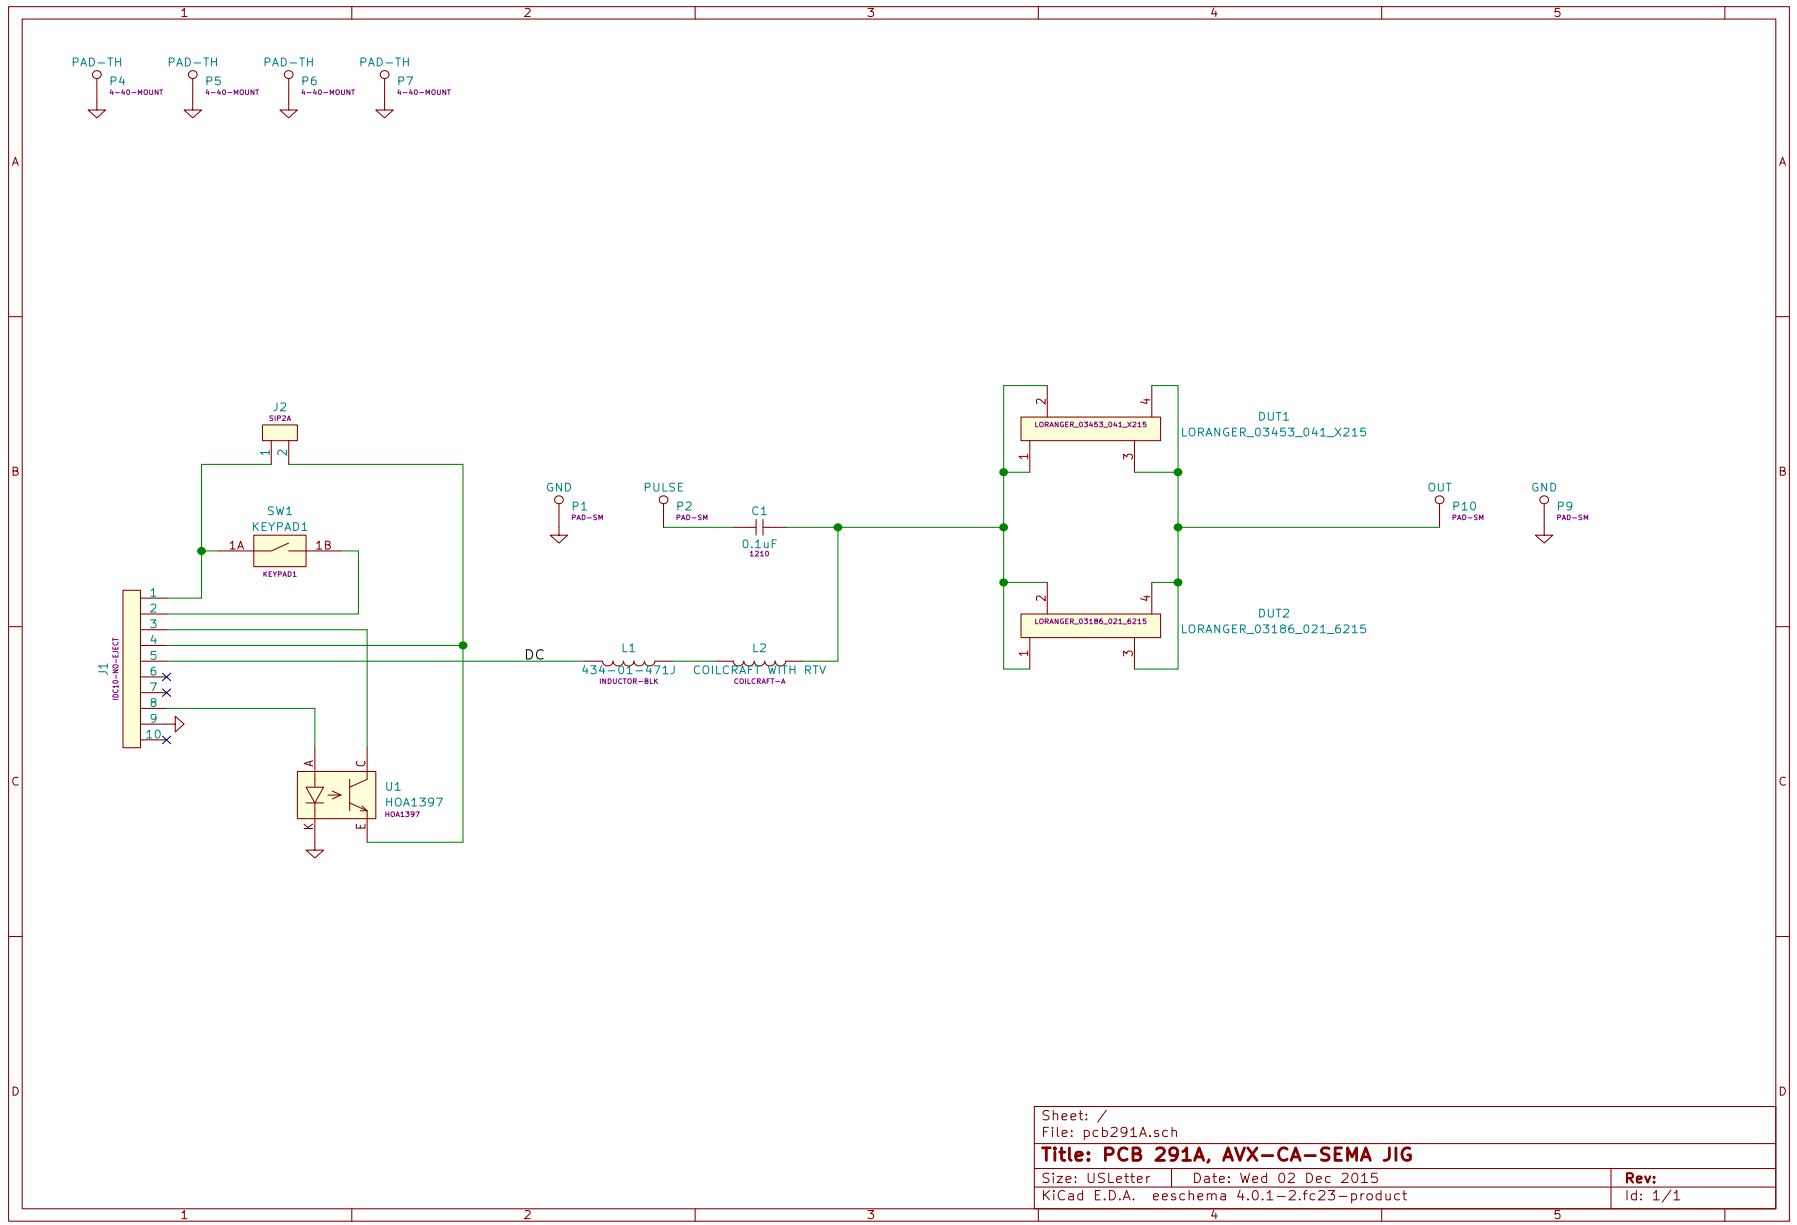 1 2 3 4 5
PAD-TH PAD-TH PAD-TH PAD-TH
P4 P5 P6 P7
4-40-MOUNT 4-40-MOUNT 4-40-MOUNT 4-40-MOUNT
A A
J2
SIP2A
1 2
B B
SW1
KEYPAD1
1A 1B
KEYPAD1
J1
IDC10-NO-EJECT
1
2
3
4
5
6
7
8
9
10
GND
P1
PAD-SM
PULSE
P2
PAD-SM
C1
0.1uF
1210
DC
L1
434-01-471J
INDUCTOR-BLK
L2
COILCRAFT WITH RTV
COILCRAFT-A
2 4
LORANGER_03453_041_X215
1 3
DUT1
LORANGER_03453_041_X215
2 4
LORANGER_03186_021_6215
1 3
DUT2
LORANGER_03186_021_6215
OUT
P10
PAD-SM
GND
P9
PAD-SM
C C
A C
K E
U1
HOA1397
HOA1397
D D
Sheet: /
File: pcb291A.sch
Title: PCB 291A, AVX-CA-SEMA JIG
Size: USLetter Date: Wed 02 Dec 2015 Rev:
KiCad E.D.A. eeschema 4.0.1-2.fc23-product Id: 1/1
1 2 3 4 5